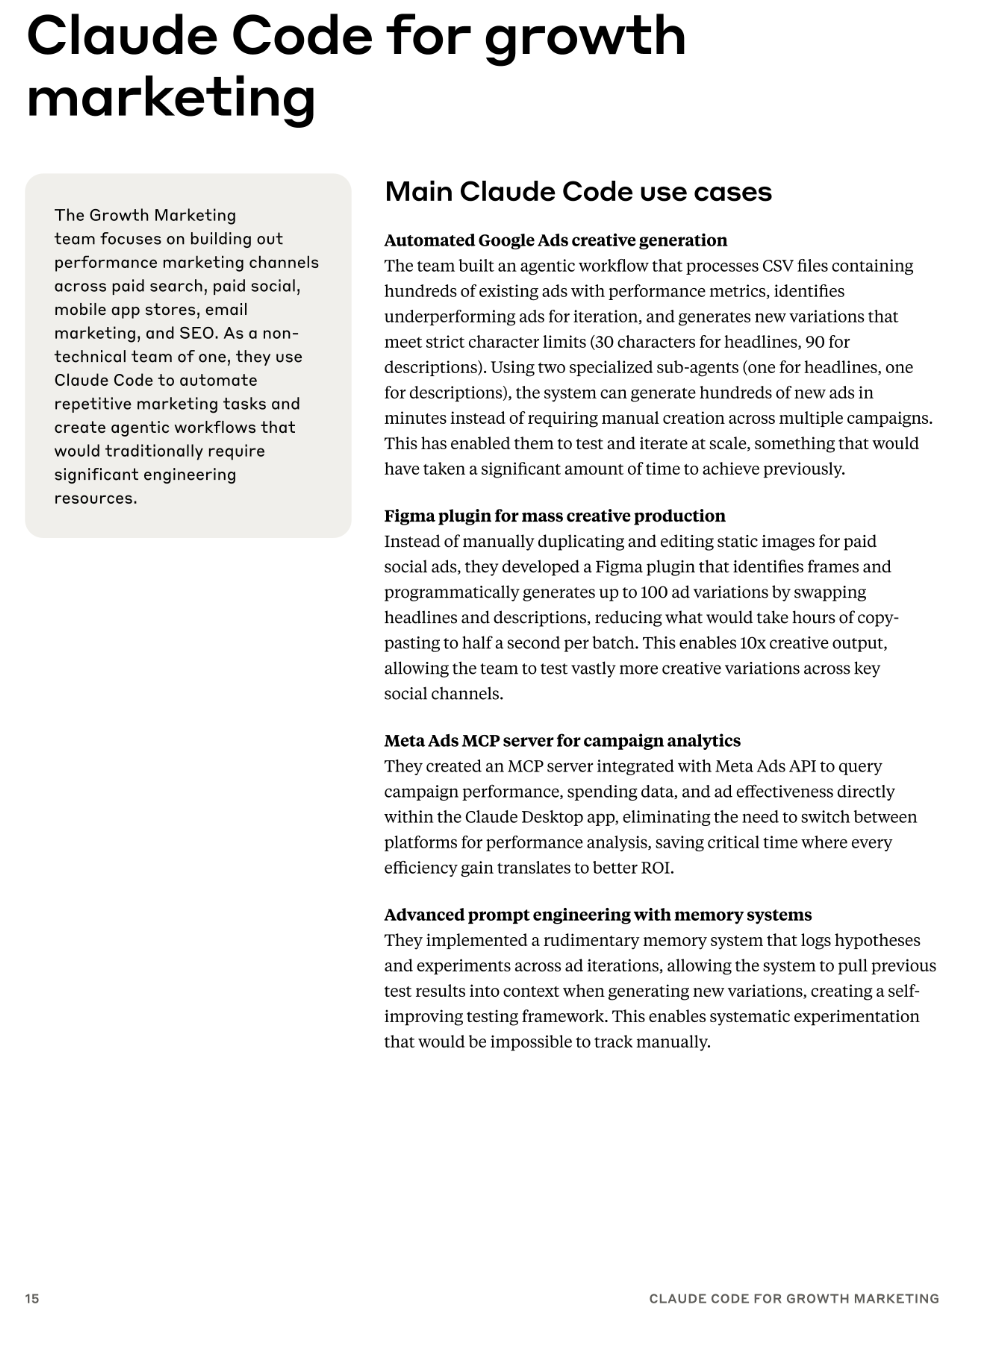 Claude Code for growth
marketing
The Growth Marketing
team focuses on building out
performance marketing channels
across paid search, paid social,
mobile app stores, email
marketing, and SEO. As a non-
technical team of one, they use
Claude Code to automate
repetitive marketing tasks and
create agentic workflows that
would traditionally require
significant engineering
resources.
Main Claude Code use cases
Automated Google Ads creative generation
The team built an agentic workflow that processes CSV files containing
hundreds of existing ads with performance metrics, identifies
underperforming ads for iteration, and generates new variations that
meet strict character limits (30 characters for headlines, 90 for
descriptions). Using two specialized sub-agents (one for headlines, one
for descriptions), the system can generate hundreds of new ads in
minutes instead of requiring manual creation across multiple campaigns.
This has enabled them to test and iterate at scale, something that would
have taken a significant amount of time to achieve previously.
Figma plugin for mass creative production
Instead of manually duplicating and editing static images for paid
social ads, they developed a Figma plugin that identifies frames and
programmatically generates up to 100 ad variations by swapping
headlines and descriptions, reducing what would take hours of copy-
pasting to half a second per batch. This enables 10x creative output,
allowing the team to test vastly more creative variations across key
social channels.
Meta Ads MCP server for campaign analytics
They created an MCP server integrated with Meta Ads API to query
campaign performance, spending data, and ad effectiveness directly
within the Claude Desktop app, eliminating the need to switch between
platforms for performance analysis, saving critical time where every
efficiency gain translates to better ROI.
Advanced prompt engineering with memory systems
They implemented a rudimentary memory system that logs hypotheses
and experiments across ad iterations, allowing the system to pull previous
test results into context when generating new variations, creating a self-
improving testing framework. This enables systematic experimentation
that would be impossible to track manually.
15
CLAUDE CODE FOR GROWTH MARKETING